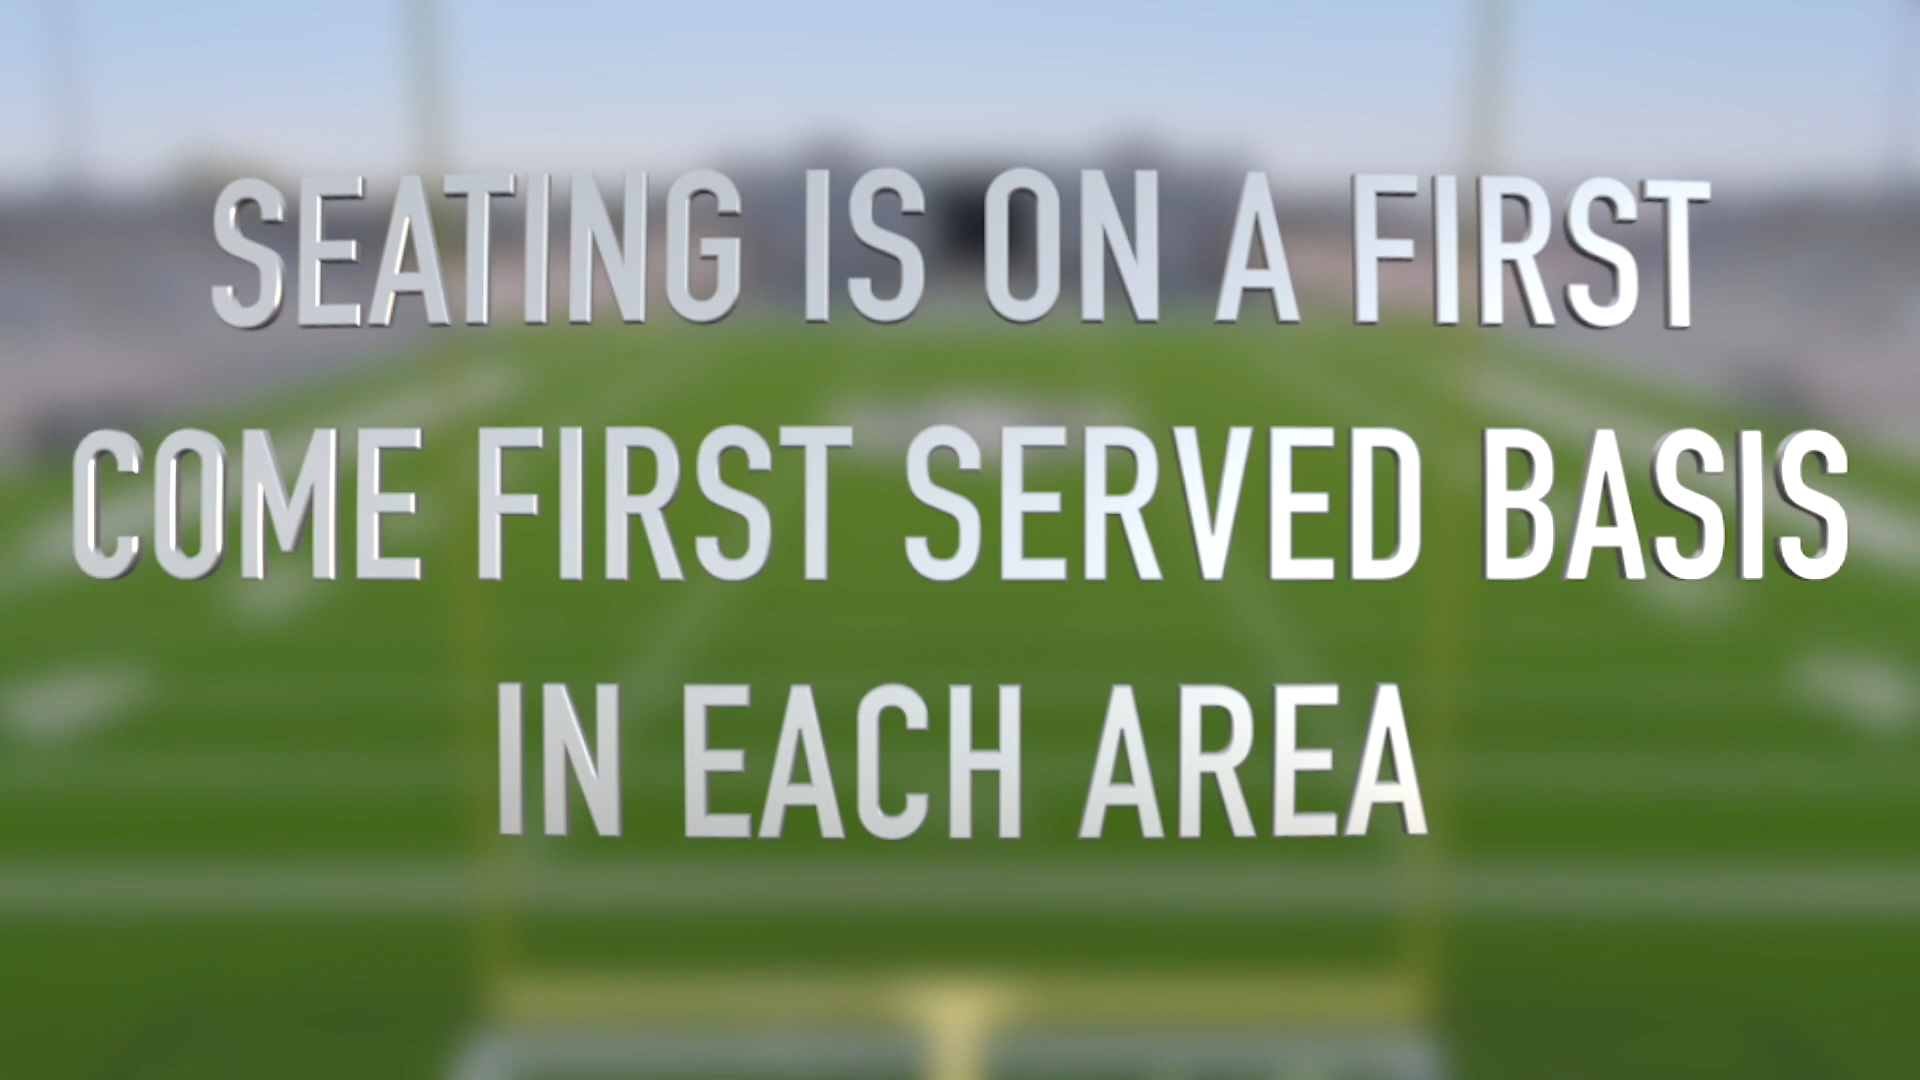 SEATING IS ON A FIRST
COME FIRST SERVED BASIS
IN EACH AREA